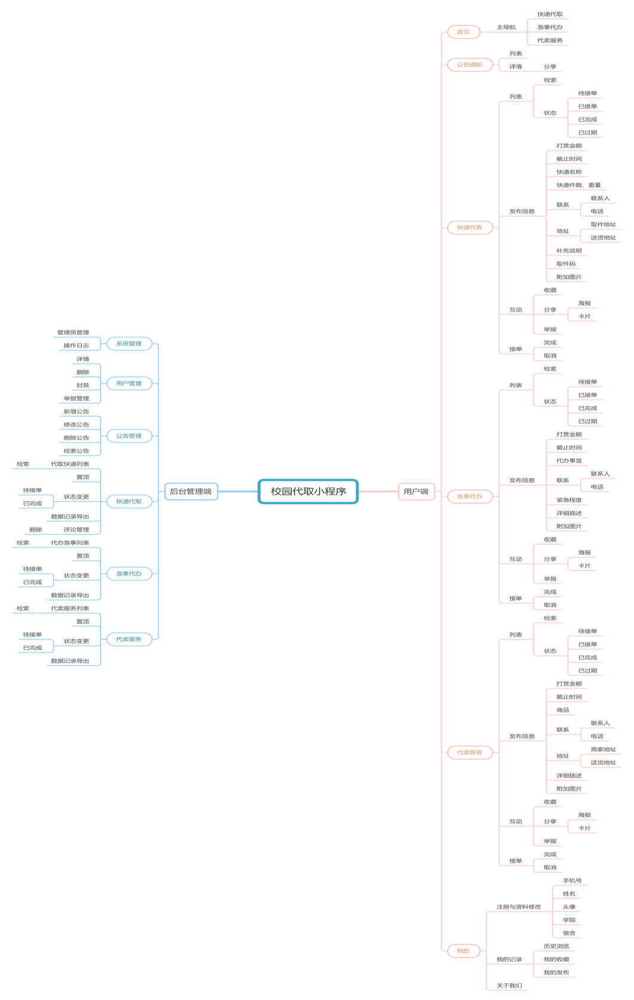 校园代取小程序
用户端
首页
主导航
快递代取
急事代办
代卖服务
公告通知
列表
详情
分享
快递代取
列表
检索
状态
待接单
已接单
已完成
已过期
发布信息
打赏金额
截止时间
快递名称
快递件数、重量
联系
联系人
电话
地址
取件地址
送货地址
补充说明
取件码
附加图片
互动
收藏
分享
海报
卡片
举报
接单
完成
取消
急事代办
列表
检索
状态
待接单
已接单
已完成
已过期
发布信息
打赏金额
截止时间
代办事宜
联系
联系人
电话
紧急程度
详细描述
附加图片
互动
收藏
分享
海报
卡片
举报
接单
完成
取消
代卖服务
列表
检索
状态
待接单
已接单
已完成
已过期
发布信息
打赏金额
截止时间
商品
联系
联系人
电话
地址
商家地址
送货地址
详细描述
附加图片
互动
收藏
分享
海报
卡片
举报
接单
完成
取消
我的
注册与资料修改
手机号
姓名
头像
学院
宿舍
我的记录
历史浏览
我的收藏
我的发布
关于我们
后台管理端
系统管理
管理员管理
操作日志
用户管理
详情
删除
封禁
举报管理
公告管理
新增公告
修改公告
删除公告
检索公告
快递代取
代取快递列表
检索
置顶
状态变更
待接单
已完成
数据记录导出
评论管理
删除
急事代办
代办急事列表
检索
置顶
状态变更
待接单
已完成
数据记录导出
代卖服务
代卖服务列表
检索
置顶
状态变更
待接单
已完成
数据记录导出